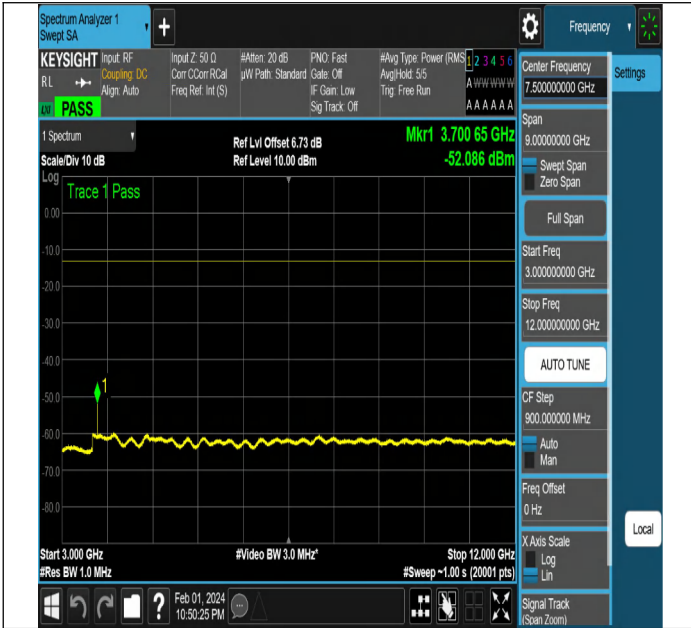 Spectrum Analyzer 1
Swept SA
+
Frequency
KEYSIGHT
RL
PASS
Input: RF
Coupling: DC
Align: Auto
Input Z: 50 Ω
Corr CCorr RCal
Freq Ref: Int (S)
#Atten: 20 dB
µW Path: Standard
PNO: Fast
Gate: Off
IF Gain: Low
Sig Track: Off
#Avg Type: Power (RMS
Avg|Hold: 5/5
Trig: Free Run
1 2 3 4 5 6
A W W W W W
A A A A A A
1 Spectrum
Scale/Div 10 dB
Ref Lvl Offset 6.73 dB
Ref Level 10.00 dBm
Mkr1 3.700 65 GHz
-52.086 dBm
Log
Trace 1 Pass
0.00
-10.0
-20.0
-30.0
-40.0
-50.0
-60.0
-70.0
-80.0
1
Start 3.000 GHz
#Res BW 1.0 MHz
#Video BW 3.0 MHz*
Stop 12.000 GHz
#Sweep ~1.00 s (20001 pts)
?
Feb 01, 2024
10:50:25 PM
Center Frequency
7.500000000 GHz
Span
9.00000000 GHz
Swept Span
Zero Span
Full Span
Start Freq
3.000000000 GHz
Stop Freq
12.000000000 GHz
AUTO TUNE
CF Step
900.000000 MHz
Auto
Man
Freq Offset
0 Hz
X Axis Scale
Log
Lin
Signal Track
(Span Zoom)
Settings
Local